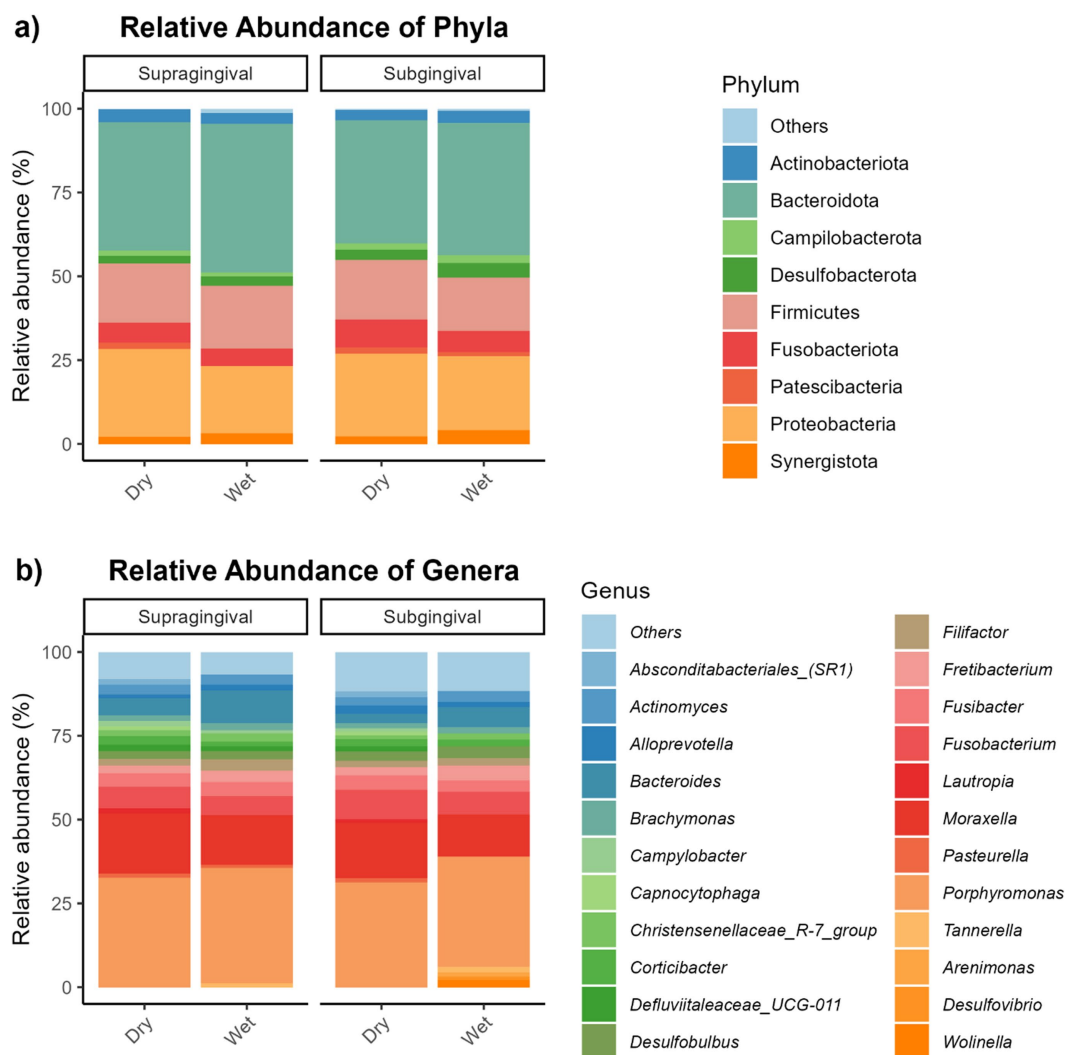 a) Relative Abundance of Phyla
Supragingival Subgingival
Relative abundance (%)
100
75
50
25
0
Dry Wet Dry Wet
Phylum
Others
Actinobacteriota
Bacteroidota
Campilobacterota
Desulfobacterota
Firmicutes
Fusobacteriota
Patescibacteria
Proteobacteria
Synergistota
b) Relative Abundance of Genera
Supragingival Subgingival
Relative abundance (%)
100
75
50
25
0
Dry Wet Dry Wet
Genus
Others
Absconditabacteriales_(SR1)
Actinomyces
Alloprevotella
Bacteroides
Brachymonas
Campylobacter
Capnocytophaga
Christensenellaceae_R-7_group
Corticibacter
Defluviitaleaceae_UCG-011
Desulfobulbus
Filifactor
Fretibacterium
Fusibacter
Fusobacterium
Lautropia
Moraxella
Pasteurella
Porphyromonas
Tannerella
Arenimonas
Desulfovibrio
Wolinella